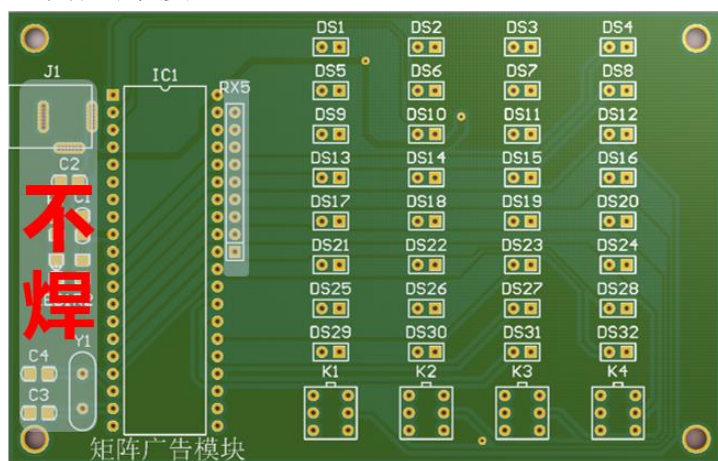 DS1 DS2 DS3 DS4
J1 IC1 RX5
DS5 DS6 DS7 DS8
DS9 DS10 DS11 DS12
C2
DS13 DS14 DS15 DS16
C1
DS17 DS18 DS19 DS20
不
DS21 DS22 DS23 DS24
焊
DS25 DS26 DS27 DS28
DS29 DS30 DS31 DS32
Y1
C4
K1 K2 K3 K4
C3
矩阵广告模块